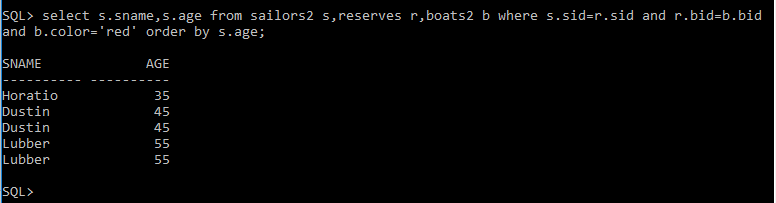 SQL> select s.sname,s.age from sailors2 s,reserves r,boats2 b where s.sid=r.sid and r.bid=b.bid
and b.color='red' order by s.age;
SNAME             AGE
---------- ----------
Horatio            35
Dustin             45
Dustin             45
Lubber             55
Lubber             55
SQL>